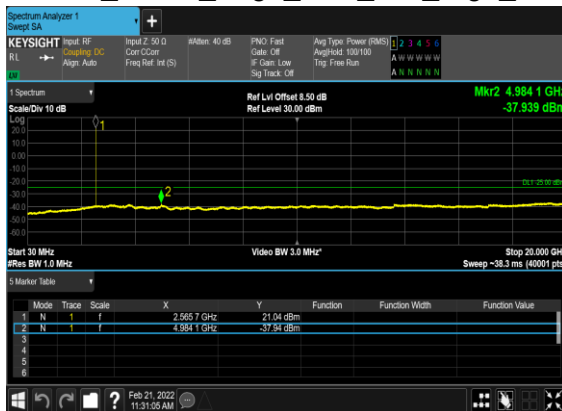 Spectrum Analyzer 1
Swept SA
KEYSIGHT Input: RF Input Z: 50 Ω #Atten: 40 dB PNO: Fast Avg Type: Power (RMS) 1 2 3 4 5 6
RL Coupling: DC Corr CCorr Gate: Off Avg|Hold: 100/100 A W W W W W
Align: Auto Freq Ref: Int (S) IF Gain: Low Trig: Free Run
Sig Track: Off A N N N N N
LXI
1 Spectrum Ref Lvl Offset 8.50 dB Mkr2 4.984 1 GHz
Scale/Div 10 dB Ref Level 30.00 dBm -37.939 dBm
Log
20.0
10.0
0.00
-10.0
-20.0
-30.0
-40.0
-50.0
-60.0
1
2
DL1 -25.00 dBm
Start 30 MHz Video BW 3.0 MHz* Stop 20.000 GHz
#Res BW 1.0 MHz Sweep ~38.3 ms (40001 pts)
5 Marker Table
Mode Trace Scale X Y Function Function Width Function Value
1 N 1 f 2.565 7 GHz 21.04 dBm
2 N 1 f 4.984 1 GHz -37.94 dBm
3
4
5
6
Feb 21, 2022
11:31:05 AM